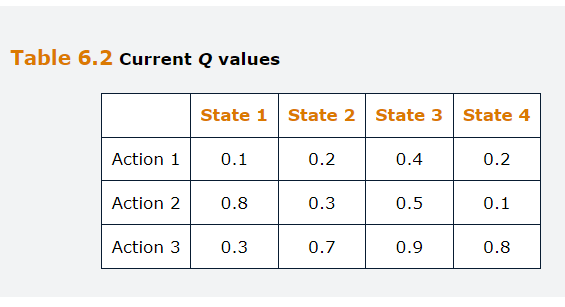 Table 6.2 Current Q values
State 1 State 2 State 3 State 4
Action 1 0.1 0.2 0.4 0.2
Action 2 0.8 0.3 0.5 0.1
Action 3 0.3 0.7 0.9 0.8